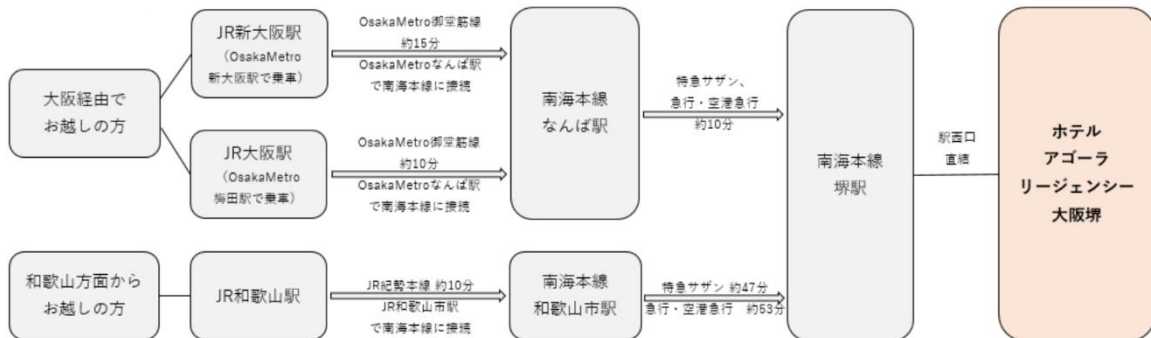 大阪経由で
お越しの方
JR新大阪駅
（OsakaMetro
新大阪駅で乗車）
OsakaMetro御堂筋線
約15分
OsakaMetroなんば駅
で南海本線に接続
JR大阪駅
（OsakaMetro
梅田駅で乗車）
OsakaMetro御堂筋線
約10分
OsakaMetroなんば駅
で南海本線に接続
南海本線
なんば駅
特急サザン、
急行・空港急行
約10分
和歌山方面から
お越しの方
JR和歌山駅
JR紀勢本線 約10分
JR和歌山市駅
で南海本線に接続
南海本線
和歌山市駅
特急サザン 約47分
急行・空港急行　約53分
南海本線
堺駅
駅西口
直結
ホテル
アゴーラ
リージェンシー
大阪堺